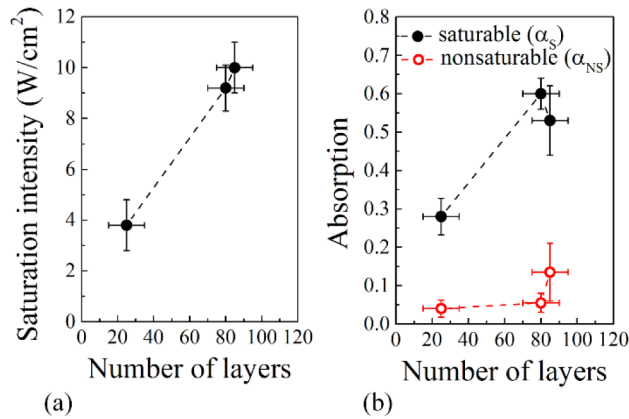 12
10
8
6
4
2
0
0 20 40 60 80 100 120
Saturation intensity (W/cm²)
Number of layers
(a)
0.8
0.7
0.6
0.5
0.4
0.3
0.2
0.1
0.0
0 20 40 60 80 100 120
Absorption
saturable (α_S)
nonsaturable (α_NS)
Number of layers
(b)